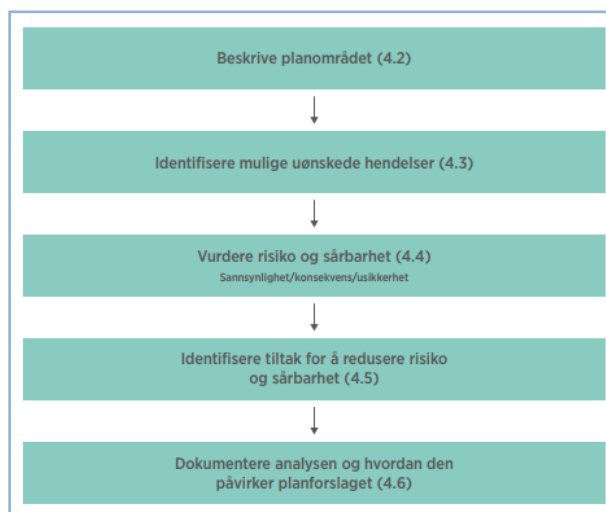 Beskrive planområdet (4.2)
Identifisere mulige uønskede hendelser (4.3)
Vurdere risiko og sårbarhet (4.4)
Sannsynlighet/konsekvens/usikkerhet
Identifisere tiltak for å redusere risiko
og sårbarhet (4.5)
Dokumentere analysen og hvordan den
påvirker planforslaget (4.6)